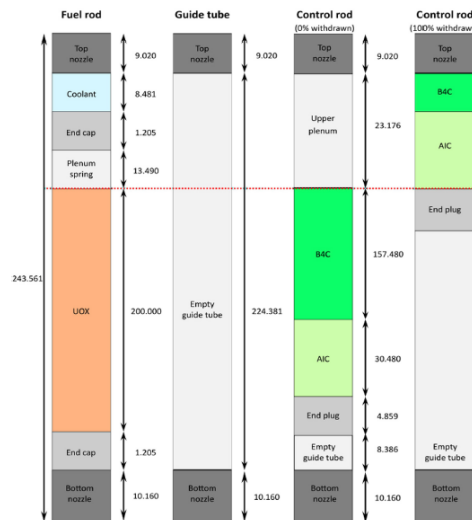 Fuel rod
Guide tube
Control rod
(0% withdrawn)
Control rod
(100% withdrawn)
Top
nozzle
9.020
Top
nozzle
9.020
Top
nozzle
9.020
Top
nozzle
Coolant
8.481
End cap
1.205
Plenum
spring
13.490
Upper
plenum
23.176
B4C
AIC
243.561
UOX
200.000
Empty
guide tube
224.381
B4C
157.480
AIC
30.480
End plug
4.859
Empty
guide tube
8.386
End plug
Empty
guide tube
End cap
1.205
Bottom
nozzle
10.160
Bottom
nozzle
10.160
Bottom
nozzle
10.160
Bottom
nozzle